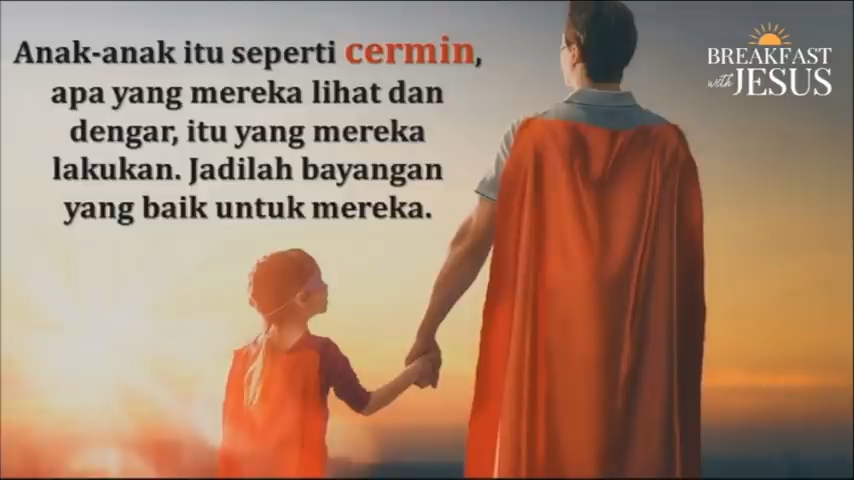 Anak-anak itu seperti cermin,
apa yang mereka lihat dan
dengar, itu yang mereka
lakukan. Jadilah bayangan
yang baik untuk mereka.
BREAKFAST
with JESUS